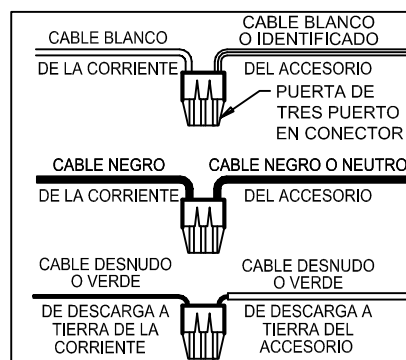 CABLE BLANCO
DE LA CORRIENTE
CABLE BLANCO
O IDENTIFICADO
DEL ACCESORIO
PUERTA DE
TRES PUERTO
EN CONECTOR
CABLE NEGRO
DE LA CORRIENTE
CABLE NEGRO O NEUTRO
DEL ACCESORIO
CABLE DESNUDO
O VERDE
DE DESCARGA A
TIERRA DE LA
CORRIENTE
CABLE DESNUDO
O VERDE
DE DESCARGA A
TIERRA DEL
ACCESORIO